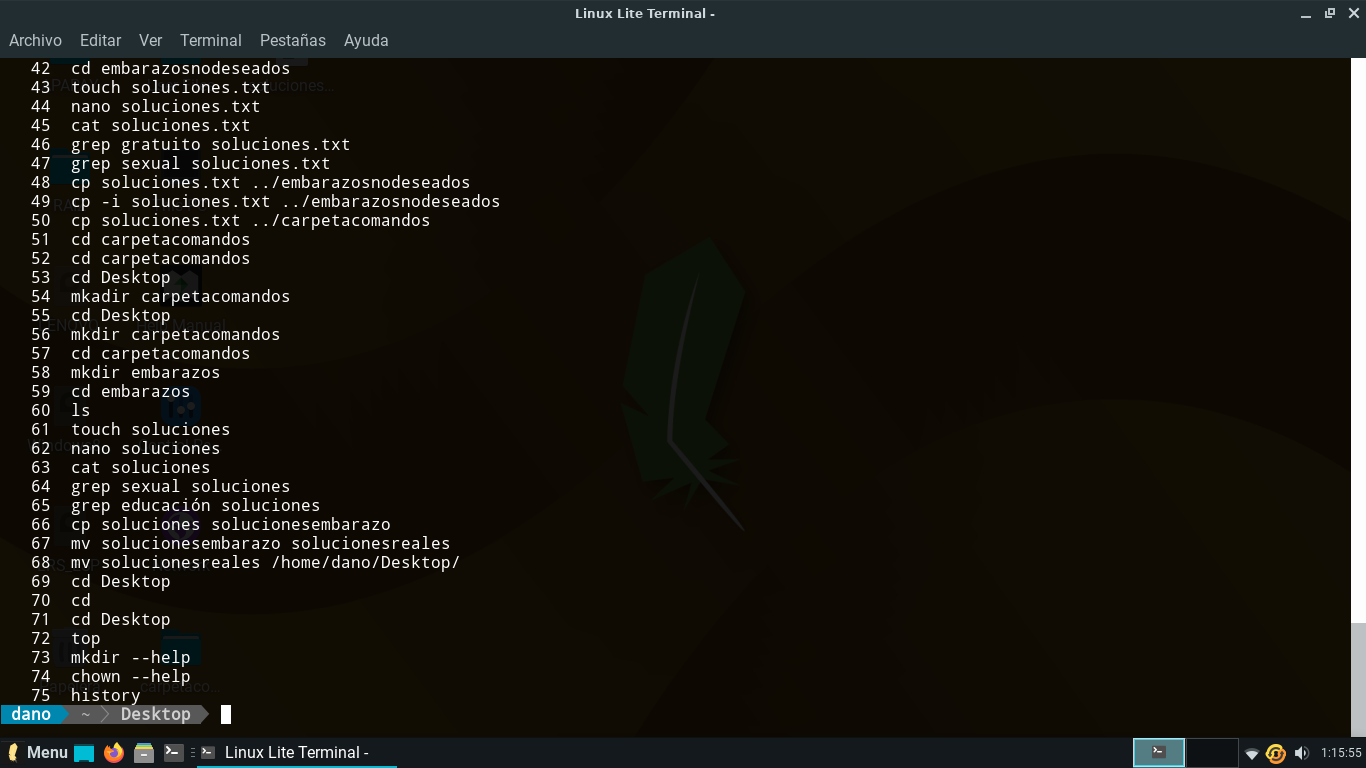 Linux Lite Terminal -
Archivo Editar Ver Terminal Pestañas Ayuda
42 cd embarazosnodeseados
43 touch soluciones.txt
44 nano soluciones.txt
45 cat soluciones.txt
46 grep gratuito soluciones.txt
47 grep sexual soluciones.txt
48 cp soluciones.txt ../embarazosnodeseados
49 cp -i soluciones.txt ../embarazosnodeseados
50 cp soluciones.txt ../carpetacomandos
51 cd carpetacomandos
52 cd carpetacomandos
53 cd Desktop
54 mkadir carpetacomandos
55 cd Desktop
56 mkdir carpetacomandos
57 cd carpetacomandos
58 mkdir embarazos
59 cd embarazos
60 ls
61 touch soluciones
62 nano soluciones
63 cat soluciones
64 grep sexual soluciones
65 grep educación soluciones
66 cp soluciones solucionesembarazo
67 mv solucionesembarazo solucionesreales
68 mv solucionesreales /home/dano/Desktop/
69 cd Desktop
70 cd
71 cd Desktop
72 top
73 mkdir --help
74 chown --help
75 history
dano ~ Desktop
Menu Linux Lite Terminal - 1:15:55